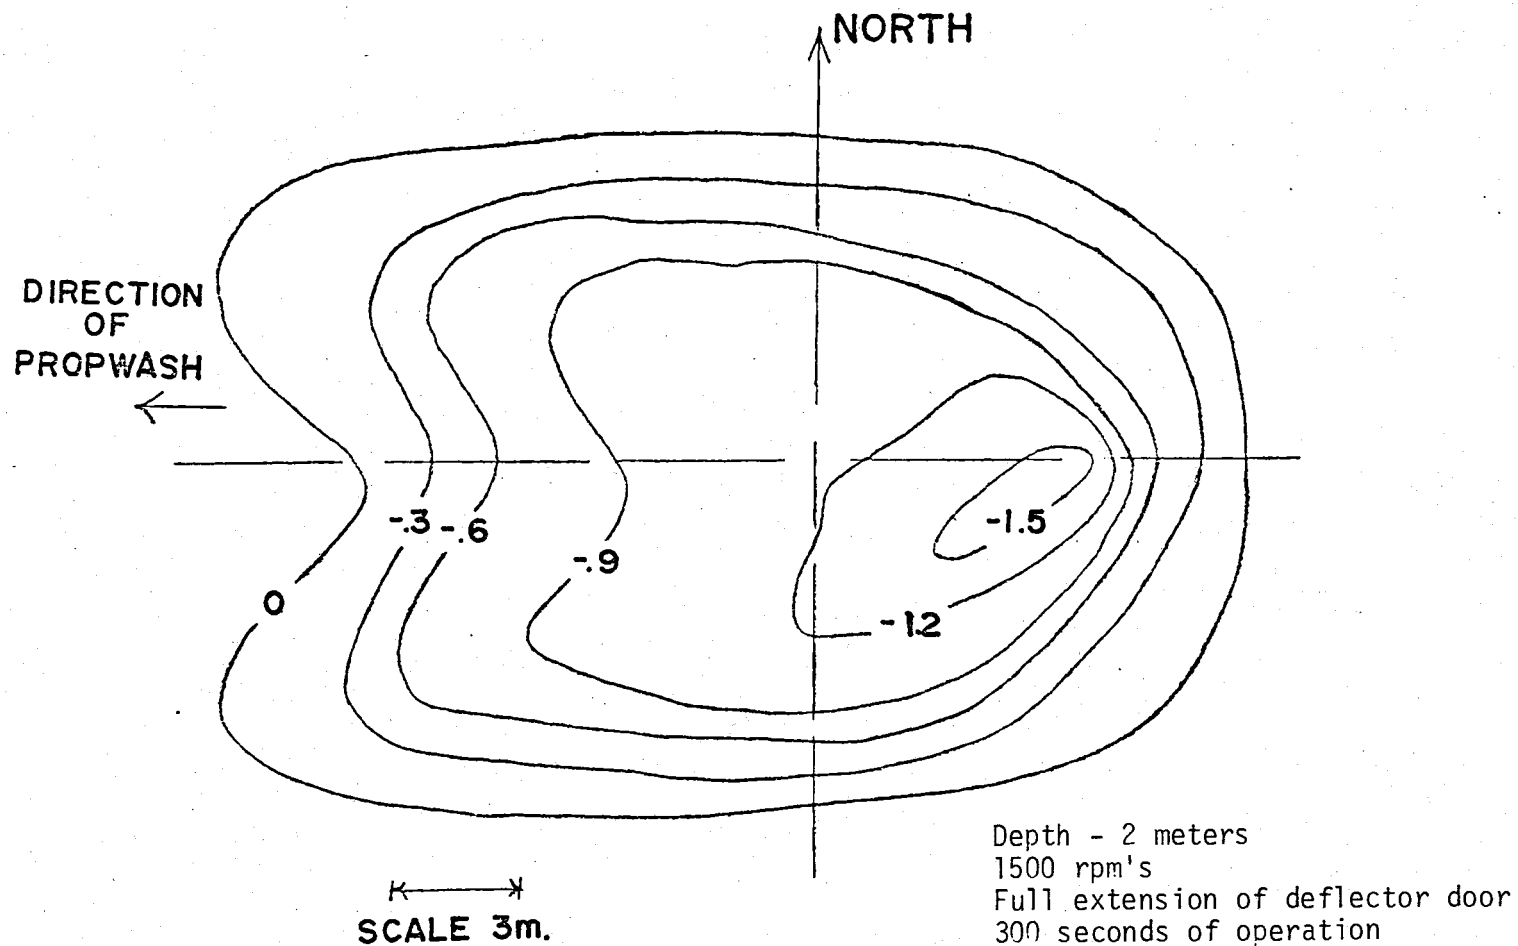 NORTH
DIRECTION
OF
PROPWASH
-.3
-.6
-.9
-1.5
0
-1.2
Depth - 2 meters
1500 rpm's
Full extension of deflector door
300 seconds of operation
SCALE 3m.